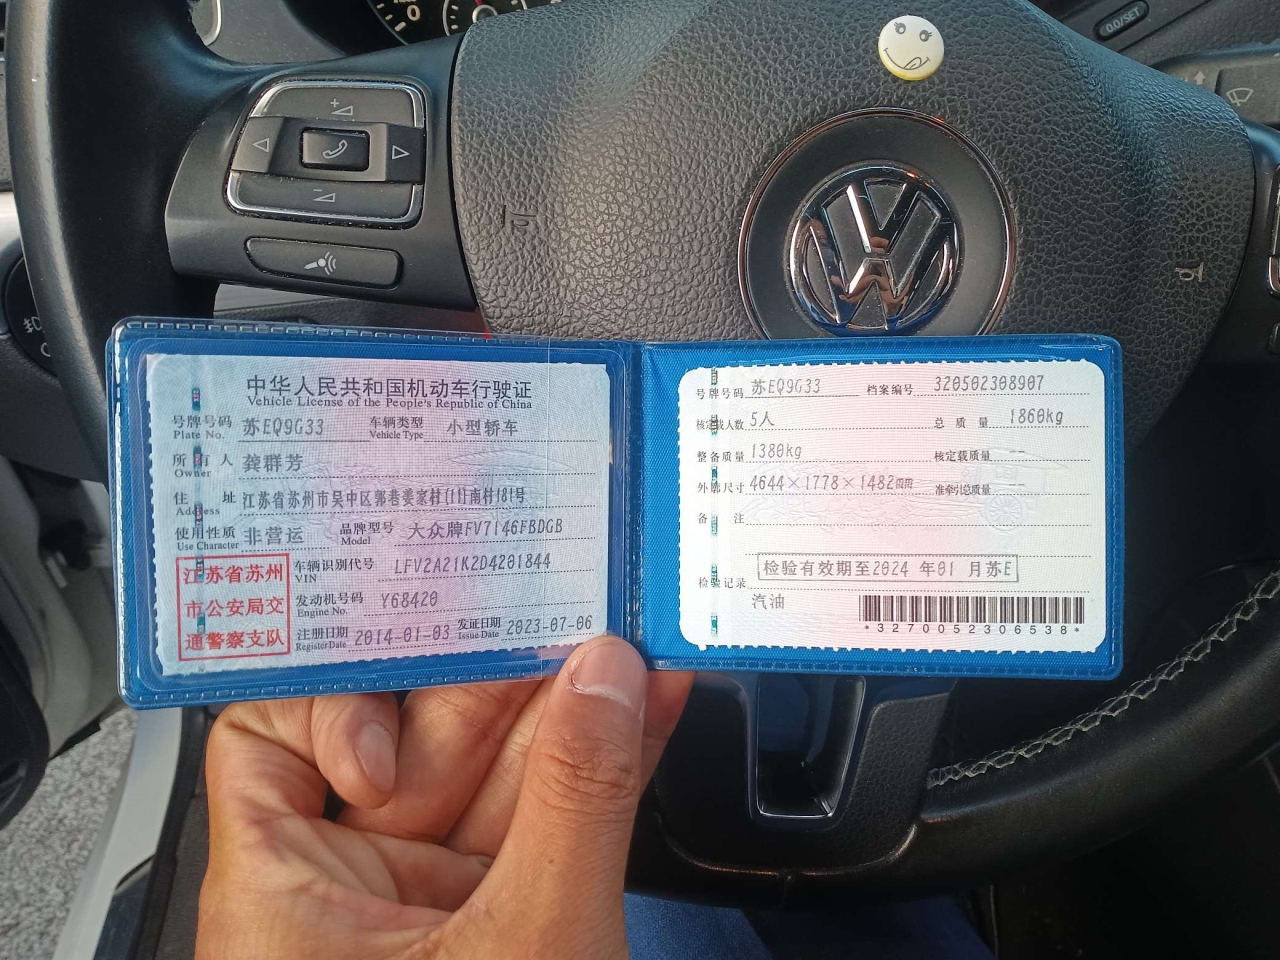 0.0/SET
中华人民共和国机动车行驶证
Vehicle License of the People's Republic of China
号牌号码 苏EQ9G33 车辆类型 小型轿车
Plate No. Vehicle Type
所有人 龚群芳
Owner
住址 江苏省苏州市吴中区郭巷姜家村(11)南村181号
Address
使用性质 非营运 品牌型号 大众牌FV7146FBDGB
Use Character Model
江苏省苏州
市公安局交
通警察支队
车辆识别代号 LFV2A21K2D4201844
VIN
发动机号码 Y68420
Engine No.
注册日期 2014-01-03 发证日期 2023-07-06
Register Date Issue Date
号牌号码 苏EQ9G33 档案编号 320502308907
核定载人数 5人 总质量 1860kg
整备质量 1380kg 核定载质量 --
外廓尺寸 4644×1778×1482mm 准牵引总质量 --
备注
检验记录 检验有效期至2024 年01 月苏E
汽油
*3270052306538*